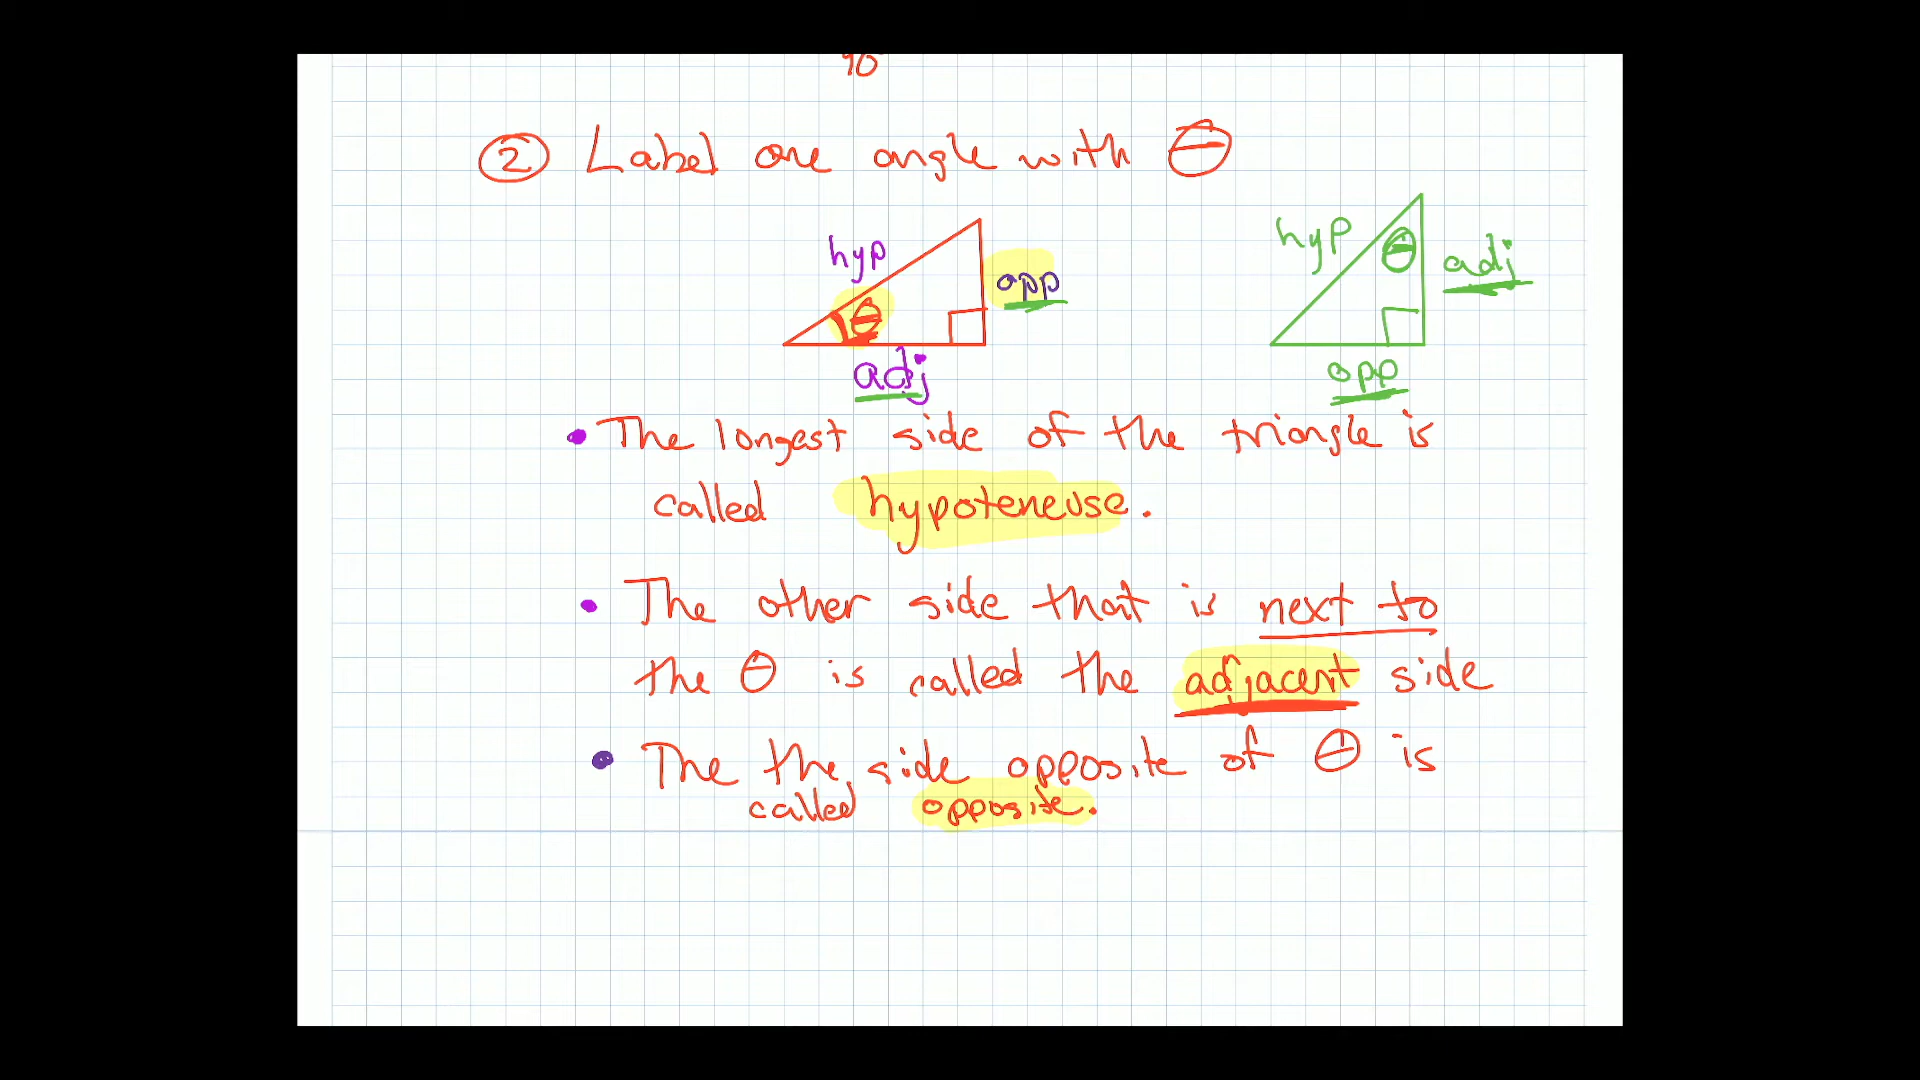 90
② Label one angle with θ
hyp
θ
opp
adj
hyp
θ
adj
opp
• The longest side of the triangle is
called hypoteneuse.
• The other side that is next to
the θ is called the adjacent side
• The the side opposite of θ is
called opposite.